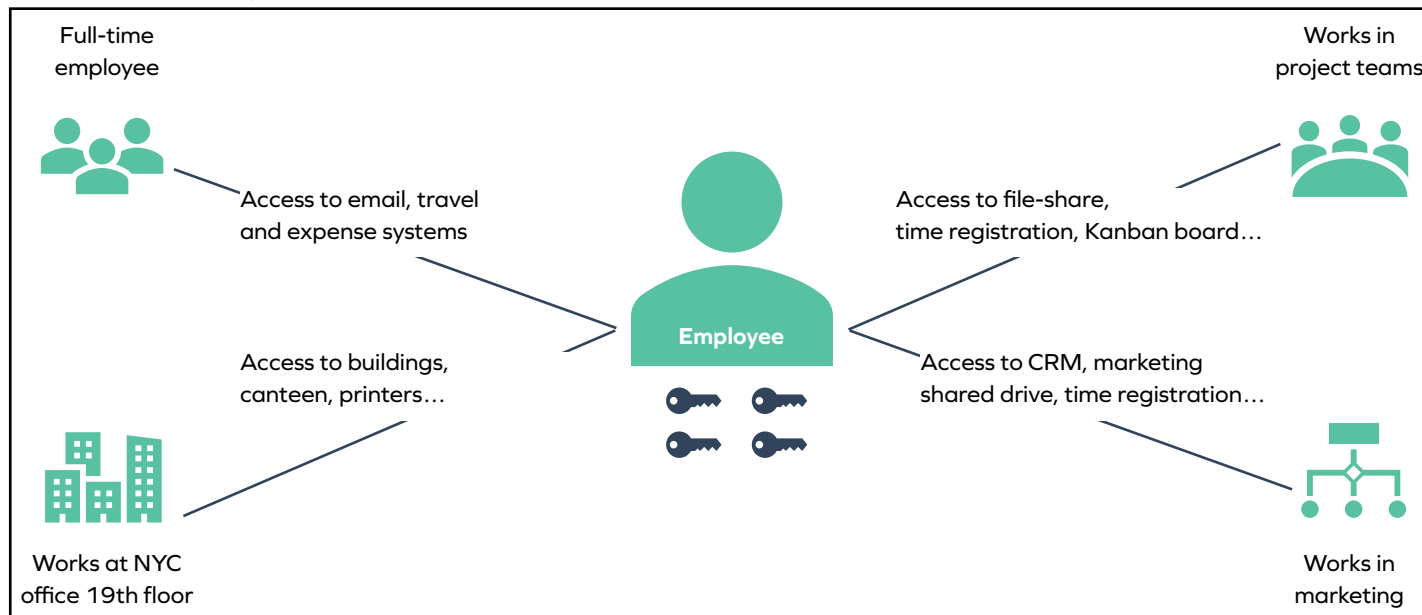 Full-time
employee
Works in
project teams
Access to email, travel
and expense systems
Access to file-share,
time registration, Kanban board…
Employee
Access to buildings,
canteen, printers…
Access to CRM, marketing
shared drive, time registration…
Works at NYC
office 19th floor
Works in
marketing